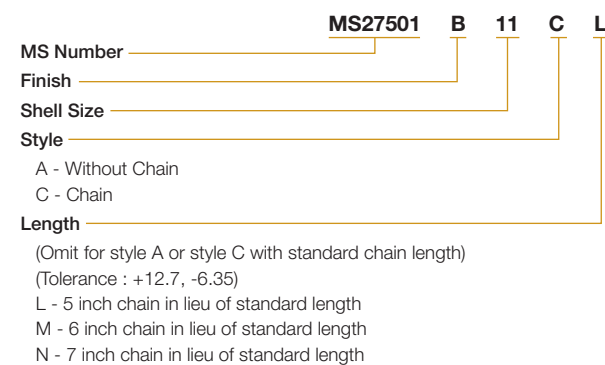 MS27501 B 11 C L
MS Number
Finish
Shell Size
Style
A - Without Chain
C - Chain
Length
(Omit for style A or style C with standard chain length)
(Tolerance : +12.7, -6.35)
L - 5 inch chain in lieu of standard length
M - 6 inch chain in lieu of standard length
N - 7 inch chain in lieu of standard length